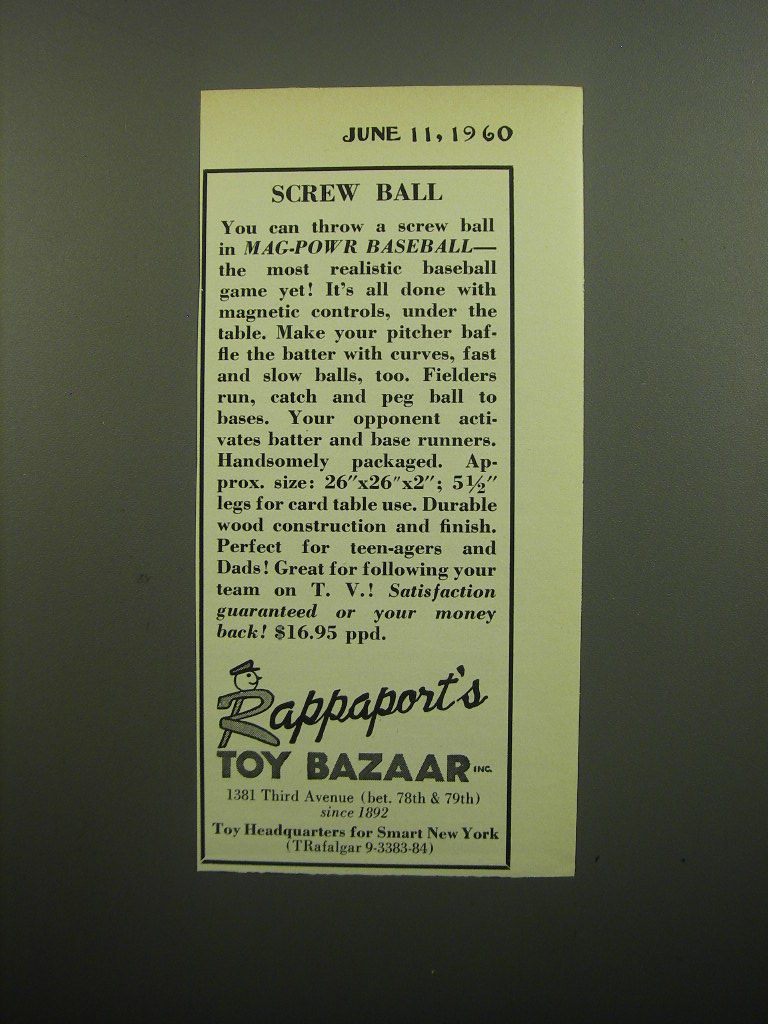 JUNE 11, 1960
SCREW BALL
You can throw a screw ball
in MAG-POWR BASEBALL—
the most realistic baseball
game yet! It's all done with
magnetic controls, under the
table. Make your pitcher baf-
fle the batter with curves, fast
and slow balls, too. Fielders
run, catch and peg ball to
bases. Your opponent acti-
vates batter and base runners.
Handsomely packaged. Ap-
prox. size: 26″x26″x2″; 5½″
legs for card table use. Durable
wood construction and finish.
Perfect for teen-agers and
Dads! Great for following your
team on T. V.! Satisfaction
guaranteed or your money
back! $16.95 ppd.
Rappaport's
TOY BAZAAR INC.
1381 Third Avenue (bet. 78th & 79th)
since 1892
Toy Headquarters for Smart New York
(TRafalgar 9-3383-84)